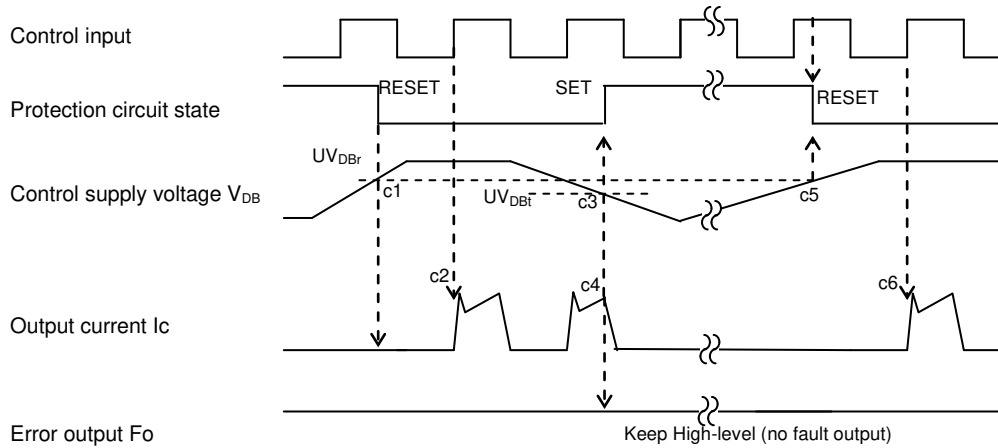 Control input
RESET
SET
RESET
Protection circuit state
UVDBr
c1
c5
Control supply voltage VDB
UVDBt
c3
c2
c4
c6
Output current Ic
Error output Fo
Keep High-level (no fault output)